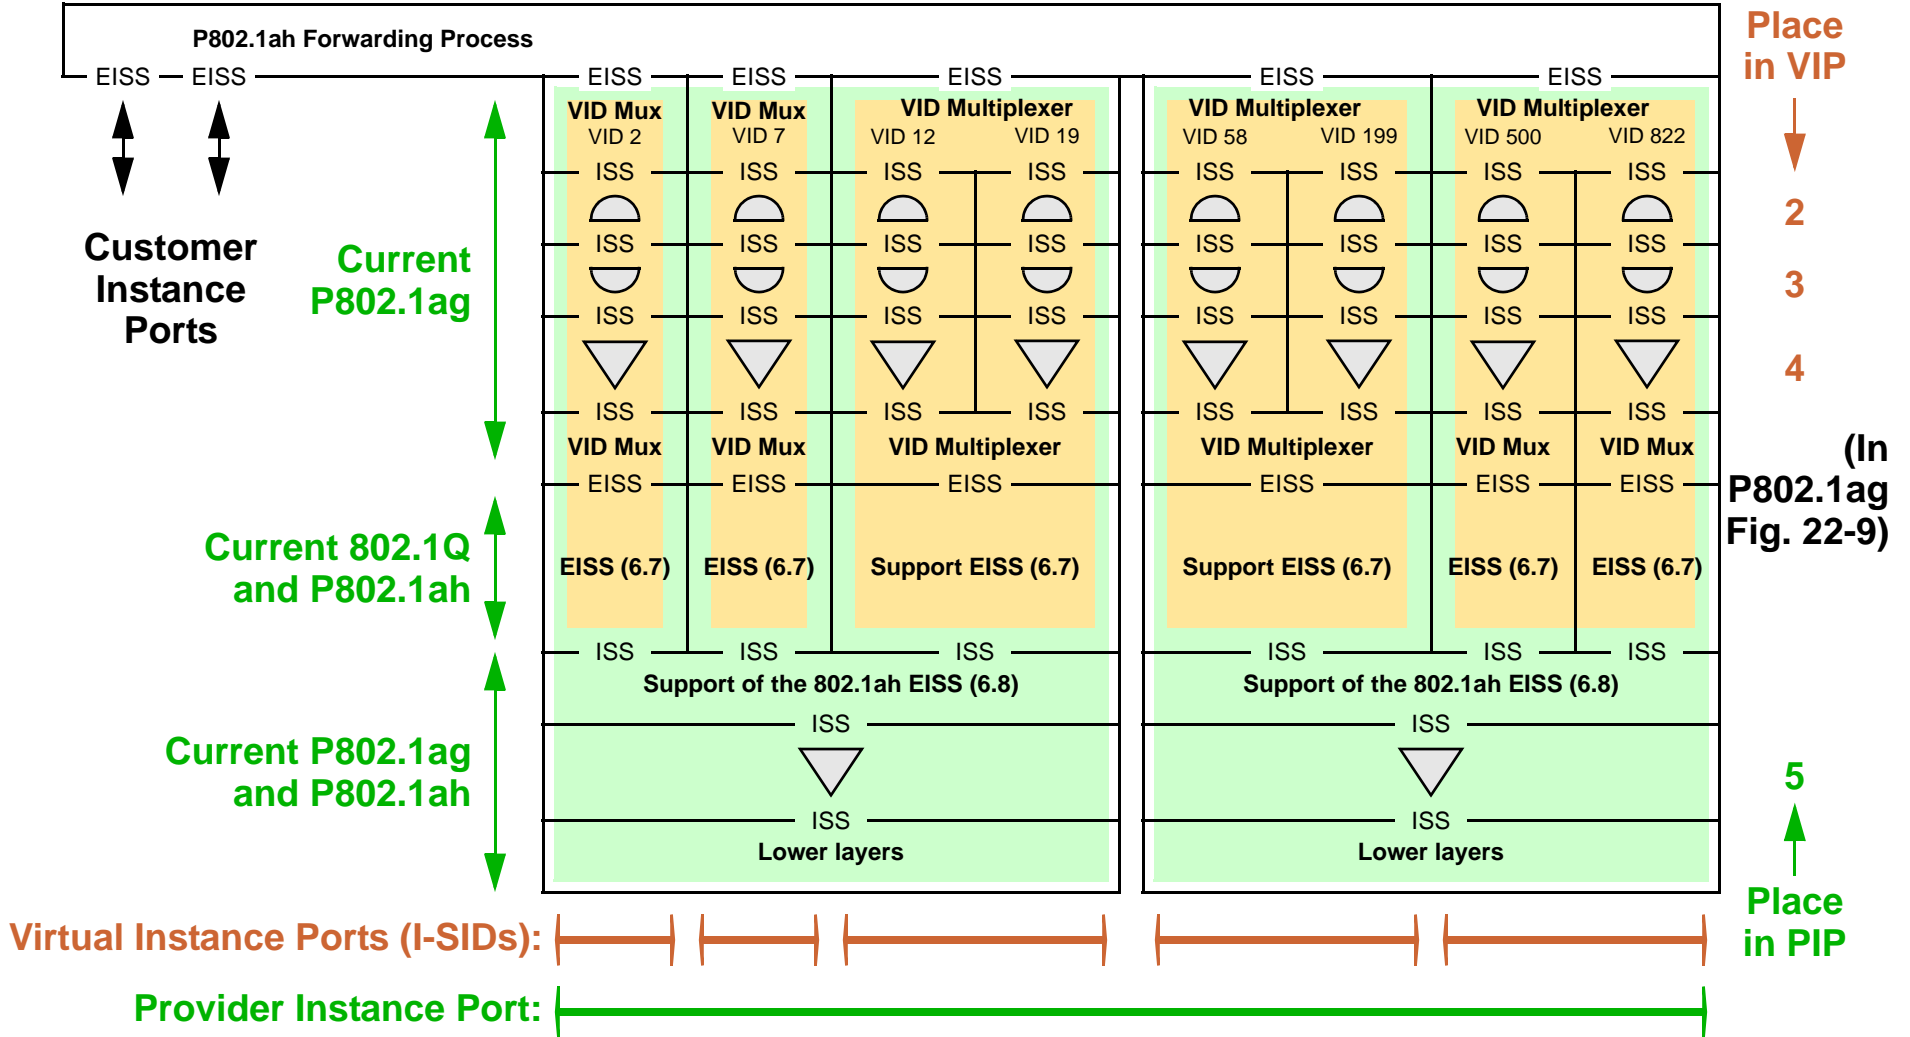 P802.1ah Forwarding Process
Place
in VIP
EISS EISS EISS EISS EISS EISS EISS
VID Mux VID Mux VID Multiplexer VID Multiplexer VID Multiplexer
VID 2 VID 7 VID 12 VID 19 VID 58 VID 199 VID 500 VID 822
ISS ISS ISS ISS ISS ISS ISS ISS
2
Customer
Instance
Ports
Current
P802.1ag
ISS ISS ISS ISS ISS ISS ISS ISS
3
ISS ISS ISS ISS ISS ISS ISS ISS
4
ISS ISS ISS ISS ISS ISS ISS ISS
VID Mux VID Mux VID Multiplexer VID Multiplexer VID Mux VID Mux
(In
P802.1ag
Fig. 22-9)
EISS EISS EISS EISS EISS EISS
Current 802.1Q
and P802.1ah
EISS (6.7) EISS (6.7) Support EISS (6.7) Support EISS (6.7) EISS (6.7) EISS (6.7)
ISS ISS ISS ISS ISS ISS
Support of the 802.1ah EISS (6.8) Support of the 802.1ah EISS (6.8)
ISS ISS
Current P802.1ag
and P802.1ah
5
ISS ISS
Lower layers Lower layers
Place
in PIP
Virtual Instance Ports (I-SIDs):
Provider Instance Port: